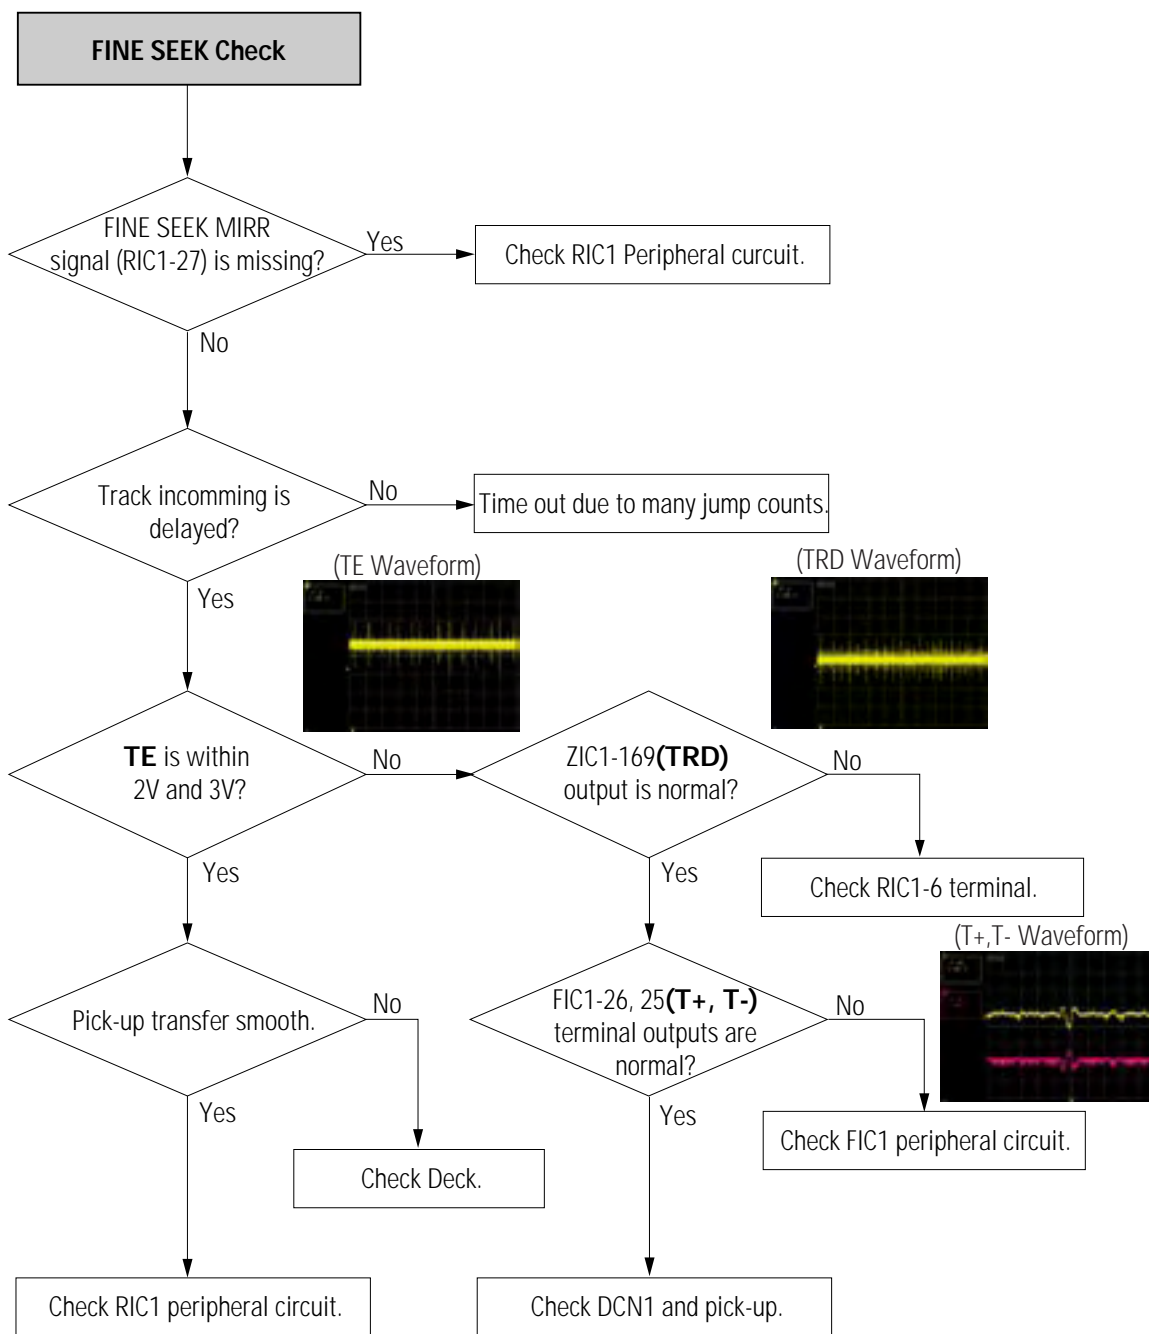 FINE SEEK Check
FINE SEEK MIRR
signal (RIC1-27) is missing?
Yes
Check RIC1 Peripheral curcuit.
No
Track incomming is
delayed?
No
Time out due to many jump counts.
Yes
(TE Waveform)
(TRD Waveform)
TE is within
2V and 3V?
No
ZIC1-169(TRD)
output is normal?
No
Yes
Yes
Check RIC1-6 terminal.
(T+,T- Waveform)
Pick-up transfer smooth.
No
FIC1-26, 25(T+, T-)
terminal outputs are
normal?
No
Yes
Yes
Check FIC1 peripheral circuit.
Check Deck.
Check RIC1 peripheral circuit.
Check DCN1 and pick-up.